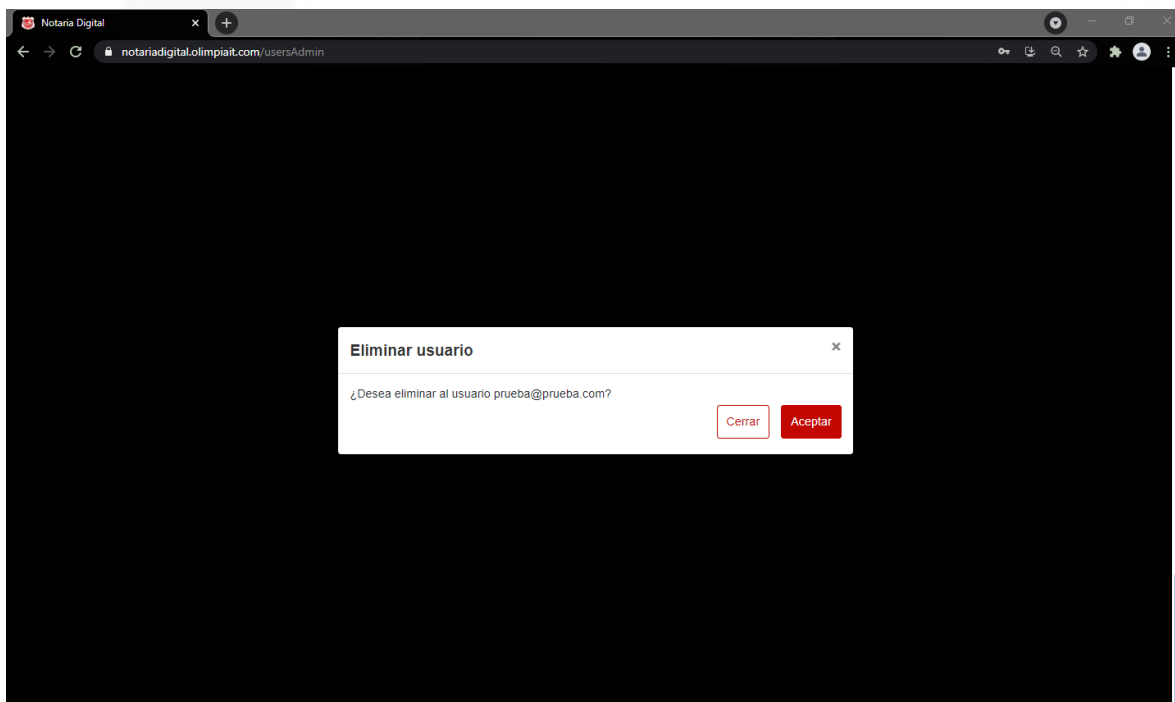 Notaria Digital
notariadigital.olimpiait.com/usersAdmin
Eliminar usuario
¿Desea eliminar al usuario prueba@prueba.com?
Cerrar
Aceptar